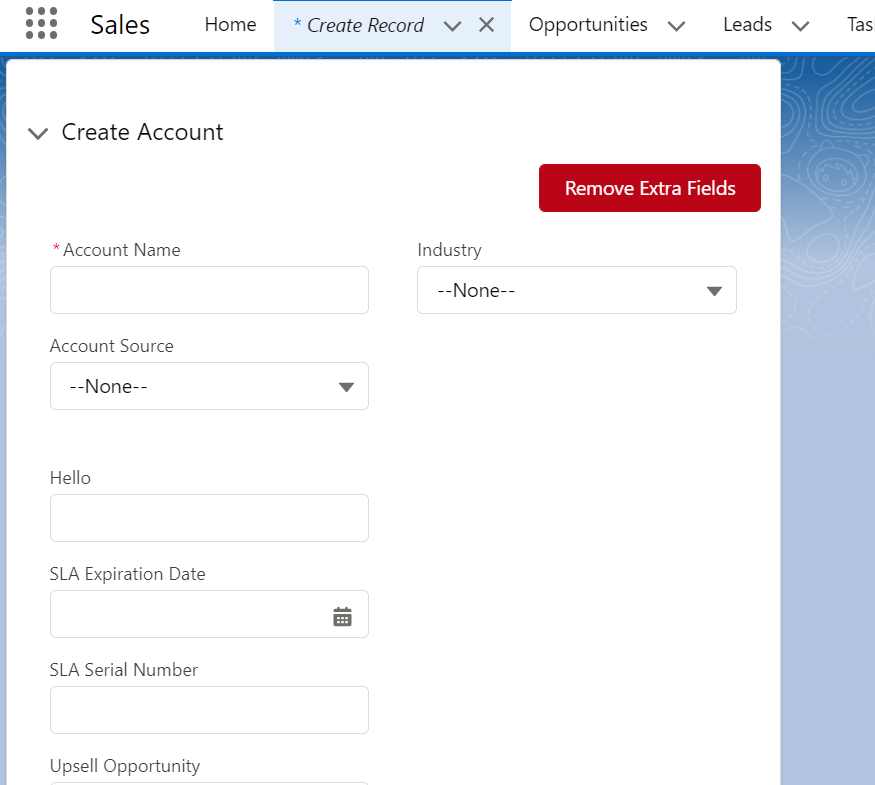 Sales Home * Create Record Opportunities Leads
Create Account
Remove Extra Fields
*Account Name Industry
--None--
Account Source
--None--
Hello
SLA Expiration Date
SLA Serial Number
Upsell Opportunity